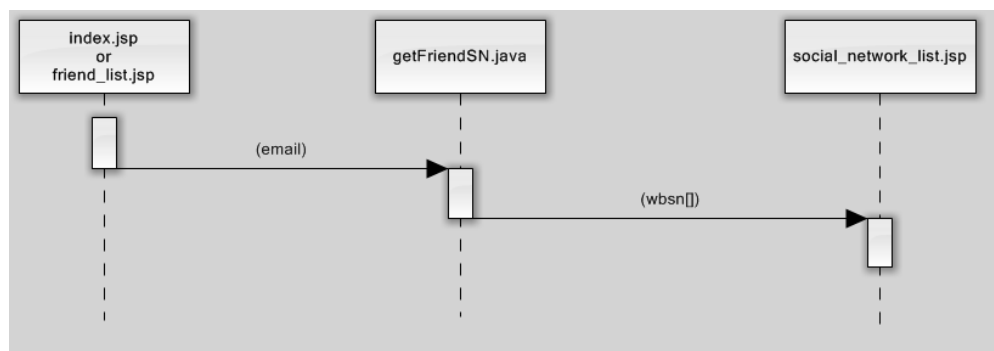 index.jsp
or
friend_list.jsp
getFriendSN.java
social_network_list.jsp
(email)
(wbsn[])